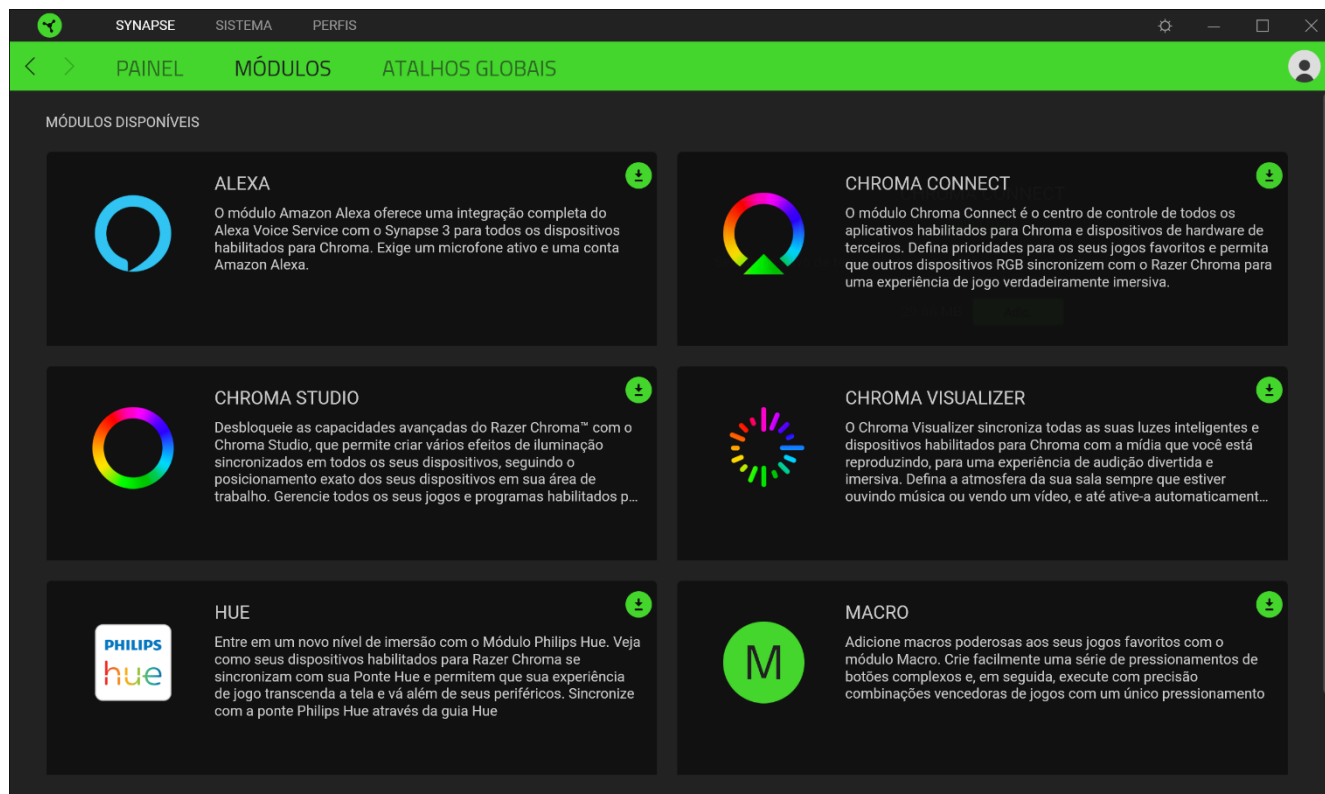 SYNAPSE SISTEMA PERFIS
PAINEL MÓDULOS ATALHOS GLOBAIS
MÓDULOS DISPONÍVEIS
ALEXA
O módulo Amazon Alexa oferece uma integração completa do
Alexa Voice Service com o Synapse 3 para todos os dispositivos
habilitados para Chroma. Exige um microfone ativo e uma conta
Amazon Alexa.
CHROMA CONNECT
O módulo Chroma Connect é o centro de controle de todos os
aplicativos habilitados para Chroma e dispositivos de hardware de
terceiros. Defina prioridades para os seus jogos favoritos e permita
que outros dispositivos RGB sincronizem com o Razer Chroma para
uma experiência de jogo verdadeiramente imersiva.
CHROMA STUDIO
Desbloqueie as capacidades avançadas do Razer Chroma™ com o
Chroma Studio, que permite criar vários efeitos de iluminação
sincronizados em todos os seus dispositivos, seguindo o
posicionamento exato dos seus dispositivos em sua área de
trabalho. Gerencie todos os seus jogos e programas habilitados p...
CHROMA VISUALIZER
O Chroma Visualizer sincroniza todas as suas luzes inteligentes e
dispositivos habilitados para Chroma com a mídia que você está
reproduzindo, para uma experiência de audição divertida e
imersiva. Defina a atmosfera da sua sala sempre que estiver
ouvindo música ou vendo um vídeo, e até ative-a automaticament...
PHILIPS
hue
HUE
Entre em um novo nível de imersão com o Módulo Philips Hue. Veja
como seus dispositivos habilitados para Razer Chroma se
sincronizam com sua Ponte Hue e permitem que sua experiência
de jogo transcenda a tela e vá além de seus periféricos. Sincronize
com a ponte Philips Hue através da guia Hue
M
MACRO
Adicione macros poderosas aos seus jogos favoritos com o
módulo Macro. Crie facilmente uma série de pressionamentos de
botões complexos e, em seguida, execute com precisão
combinações vencedoras de jogos com um único pressionamento